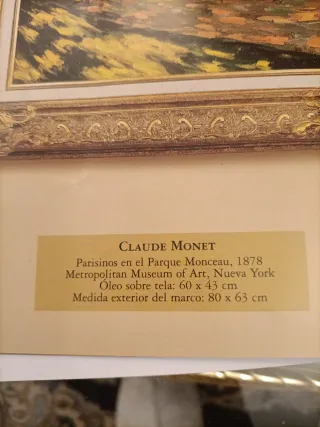 CLAUDE MONET
Parisinos en el Parque Monceau, 1878
Metropolitan Museum of Art, Nueva York
Óleo sobre tela: 60 x 43 cm
Medida exterior del marco: 80 x 63 cm